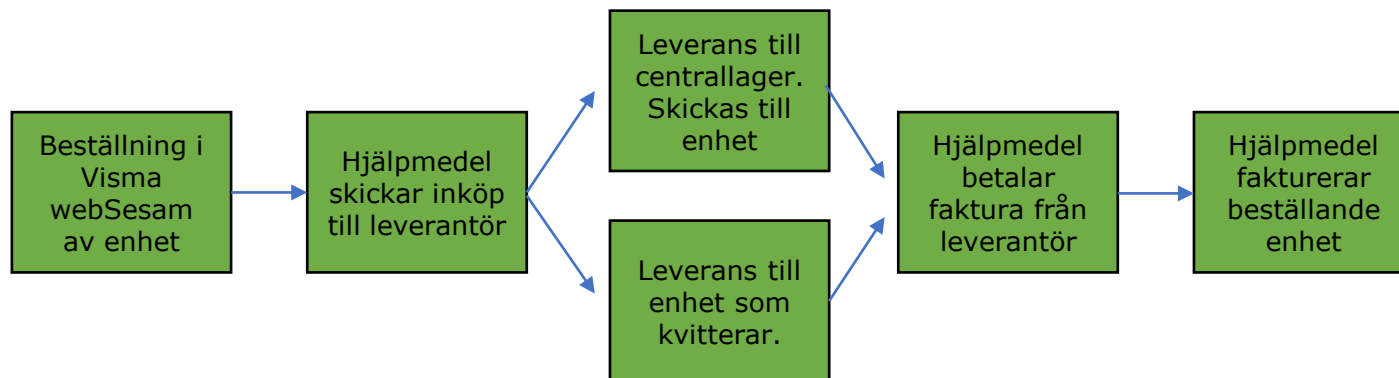 Beställning i
Visma
webSesam
av enhet
Hjälpmedel
skickar inköp
till leverantör
Leverans till
centrallager.
Skickas till
enhet
Leverans till
enhet som
kvitterar.
Hjälpmedel
betalar
faktura från
leverantör
Hjälpmedel
fakturerar
beställande
enhet